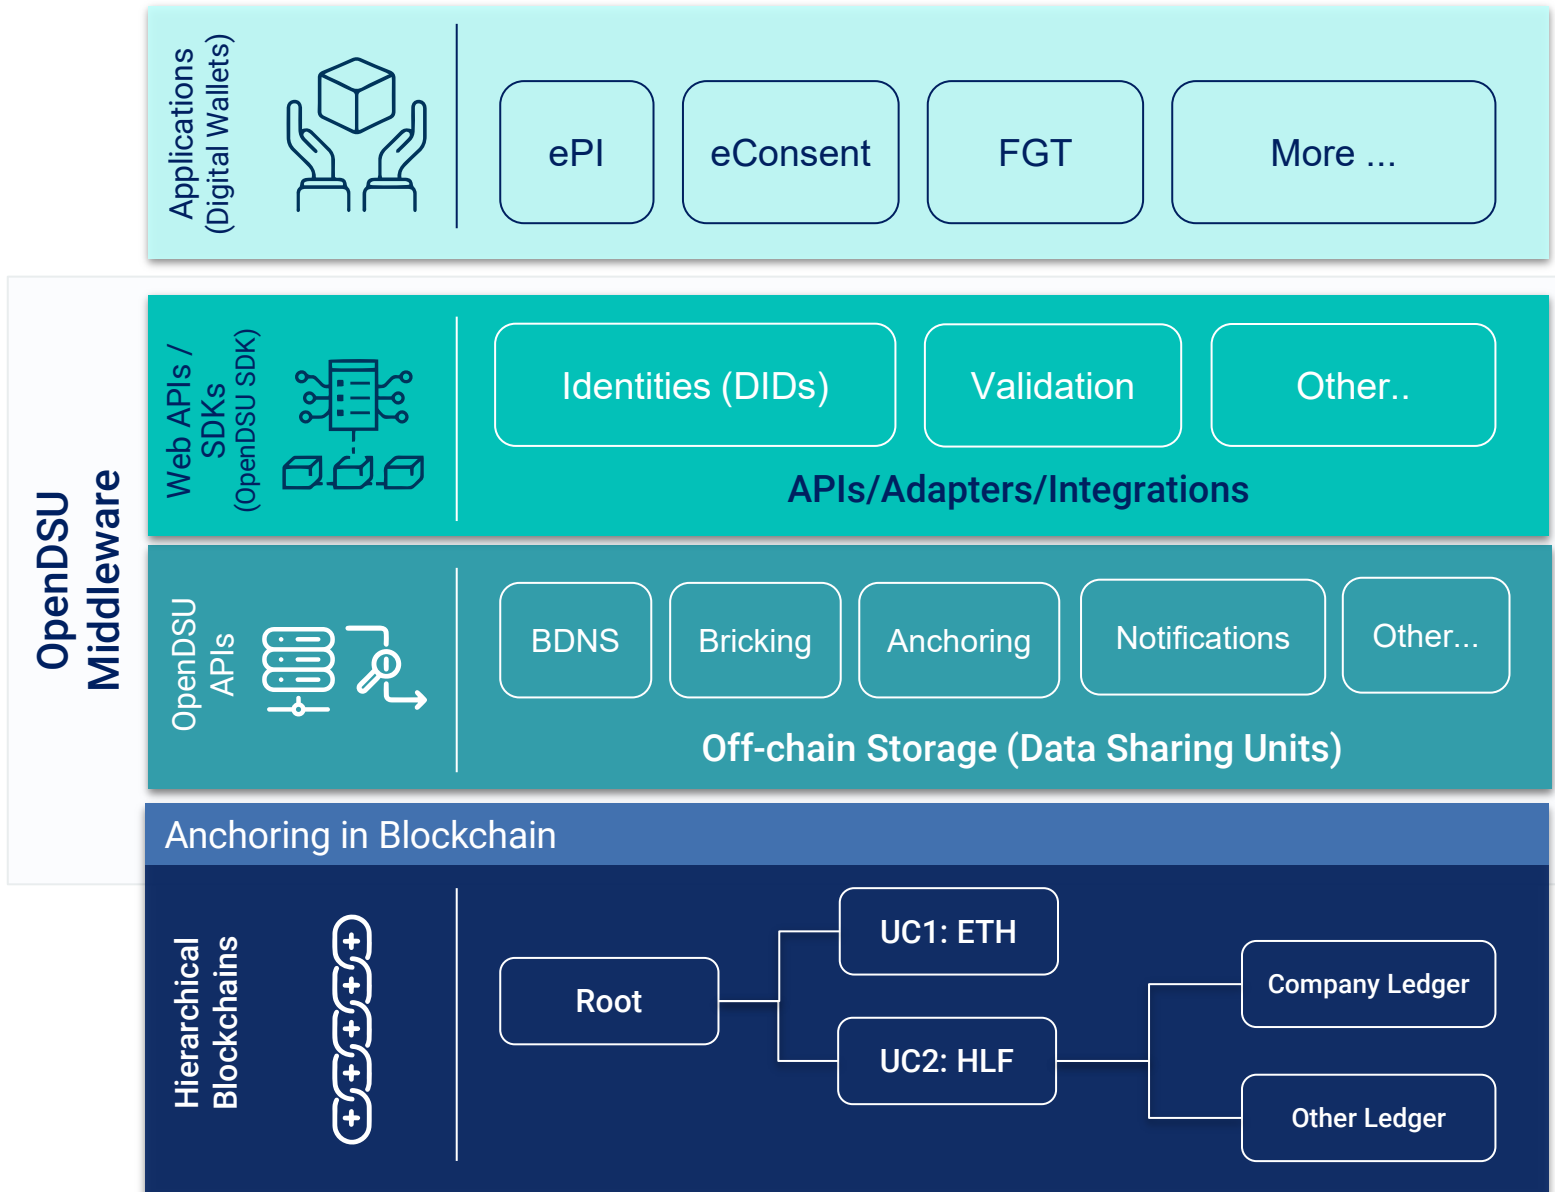 Applications
(Digital Wallets)
ePI
eConsent
FGT
More ...
OpenDSU
Middleware
Web APIs /
SDKs
(OpenDSU SDK)
Identities (DIDs)
Validation
Other..
APIs/Adapters/Integrations
OpenDSU
APIs
BDNS
Bricking
Anchoring
Notifications
Other...
Off-chain Storage (Data Sharing Units)
Anchoring in Blockchain
Hierarchical
Blockchains
Root
UC1: ETH
UC2: HLF
Company Ledger
Other Ledger